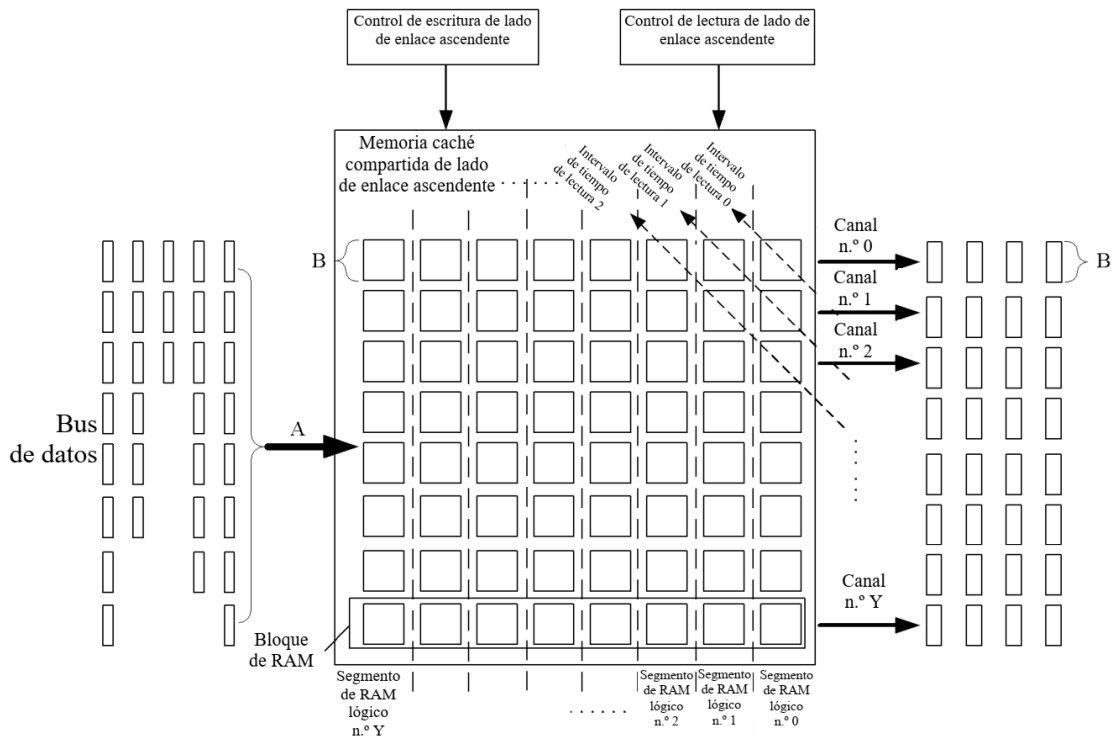 Control de escritura de lado
de enlace ascendente
Control de lectura de lado de
enlace ascendente
Memoria caché
compartida de lado
de enlace ascendente
Intervalo
de tiempo
de lectura 2
Intervalo
de tiempo
de lectura 1
Intervalo
de tiempo
de lectura 0
B
Canal
n.º 0
B
Canal
n.º 1
Canal
n.º 2
Bus
de datos
A
Canal
n.º Y
Bloque
de RAM
Segmento
de RAM
lógico
n.º Y
Segmento
de RAM
lógico
n.º 2
Segmento
de RAM
lógico
n.º 1
Segmento
de RAM
lógico
n.º 0